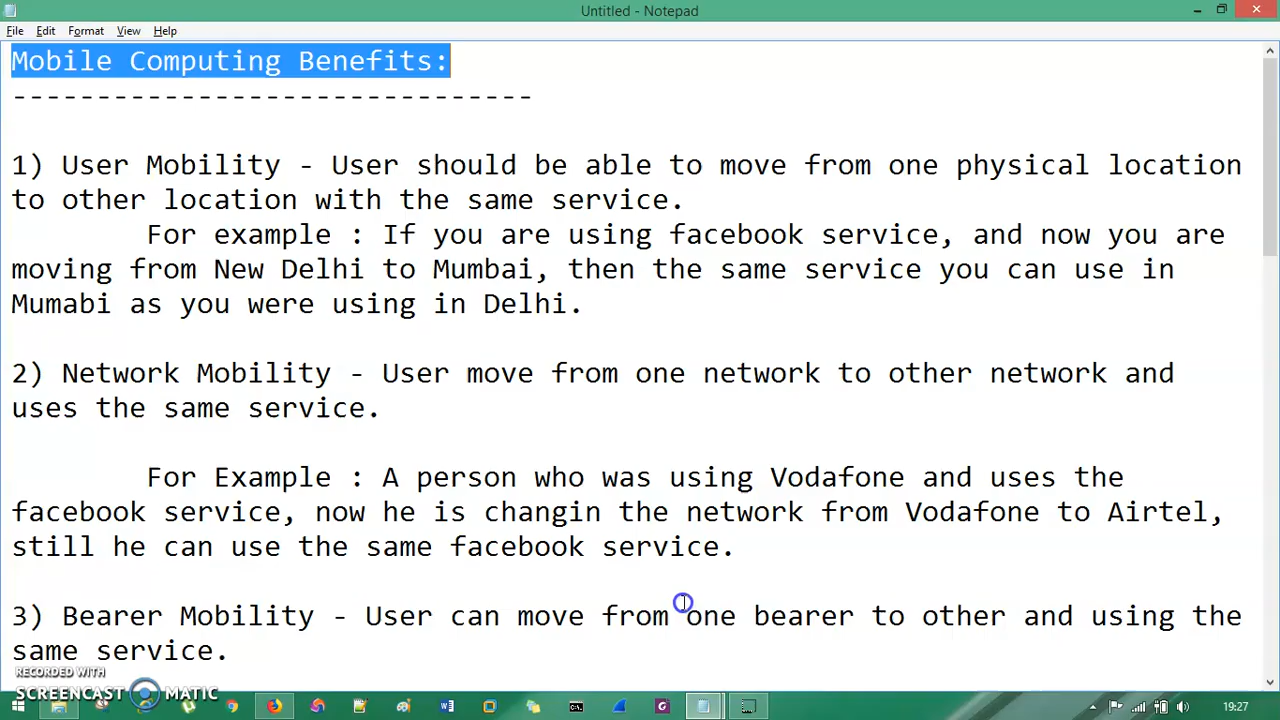 Untitled - Notepad
File Edit Format View Help
Mobile Computing Benefits:
-------------------------------
1) User Mobility - User should be able to move from one physical location
to other location with the same service.
For example : If you are using facebook service, and now you are
moving from New Delhi to Mumbai, then the same service you can use in
Mumabi as you were using in Delhi.
2) Network Mobility - User move from one network to other network and
uses the same service.
For Example : A person who was using Vodafone and uses the
facebook service, now he is changin the network from Vodafone to Airtel,
still he can use the same facebook service.
3) Bearer Mobility - User can move from one bearer to other and using the
same service.
RECORDED WITH
SCREENCAST MATIC
19:27